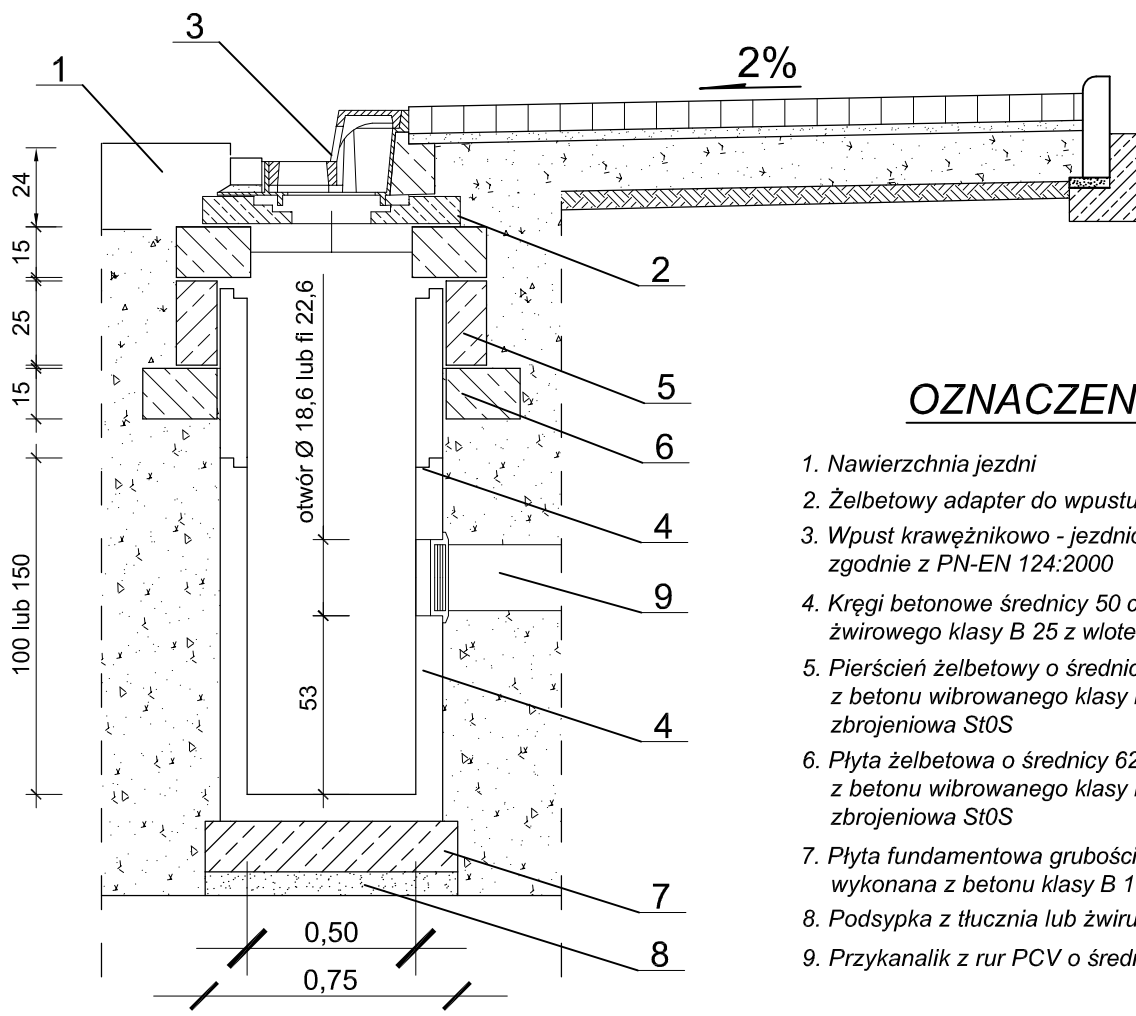 3
1
2%
24
2
15
otwór Ø 18,6 lub fi 22,6
25
5
15
6
OZNACZEN
1. Nawierzchnia jezdni
2. Żelbetowy adapter do wpustu
3. Wpust krawężnikowo - jezdnio
zgodnie z PN-EN 124:2000
4
100 lub 150
9
4. Kręgi betonowe średnicy 50 c
żwirowego klasy B 25 z wlote
53
4
5. Pierścień żelbetowy o średnic
z betonu wibrowanego klasy
zbrojeniowa St0S
6. Płyta żelbetowa o średnicy 62
z betonu wibrowanego klasy
zbrojeniowa St0S
7. Płyta fundamentowa grubości
wykonana z betonu klasy B 1
7
8. Podsypka z tłucznia lub żwiru
0,50
8
9. Przykanalik z rur PCV o średn
0,75